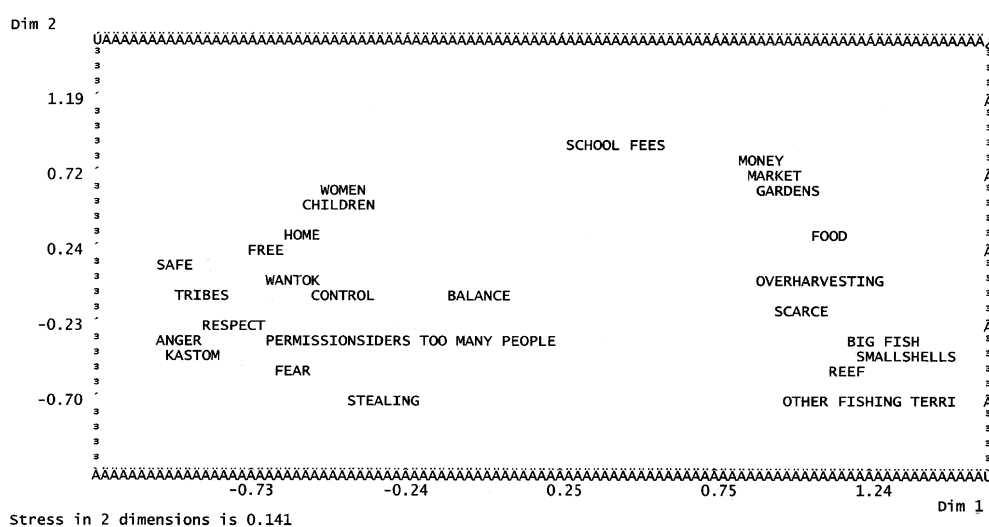 Dim 2
1.19
SCHOOL FEES
MONEY
0.72 MARKET
WOMEN GARDENS
CHILDREN
HOME FOOD
0.24 FREE
SAFE
WANTOK OVERHARVESTING
TRIBES CONTROL BALANCE
SCARCE
-0.23 RESPECT
ANGER PERMISSIONSIDERS TOO MANY PEOPLE BIG FISH
KASTOM SMALLSHELLS
FEAR REEF
-0.70 STEALING OTHER FISHING TERRI
-0.73 -0.24 0.25 0.75 1.24
Dim 1
Stress in 2 dimensions is 0.141